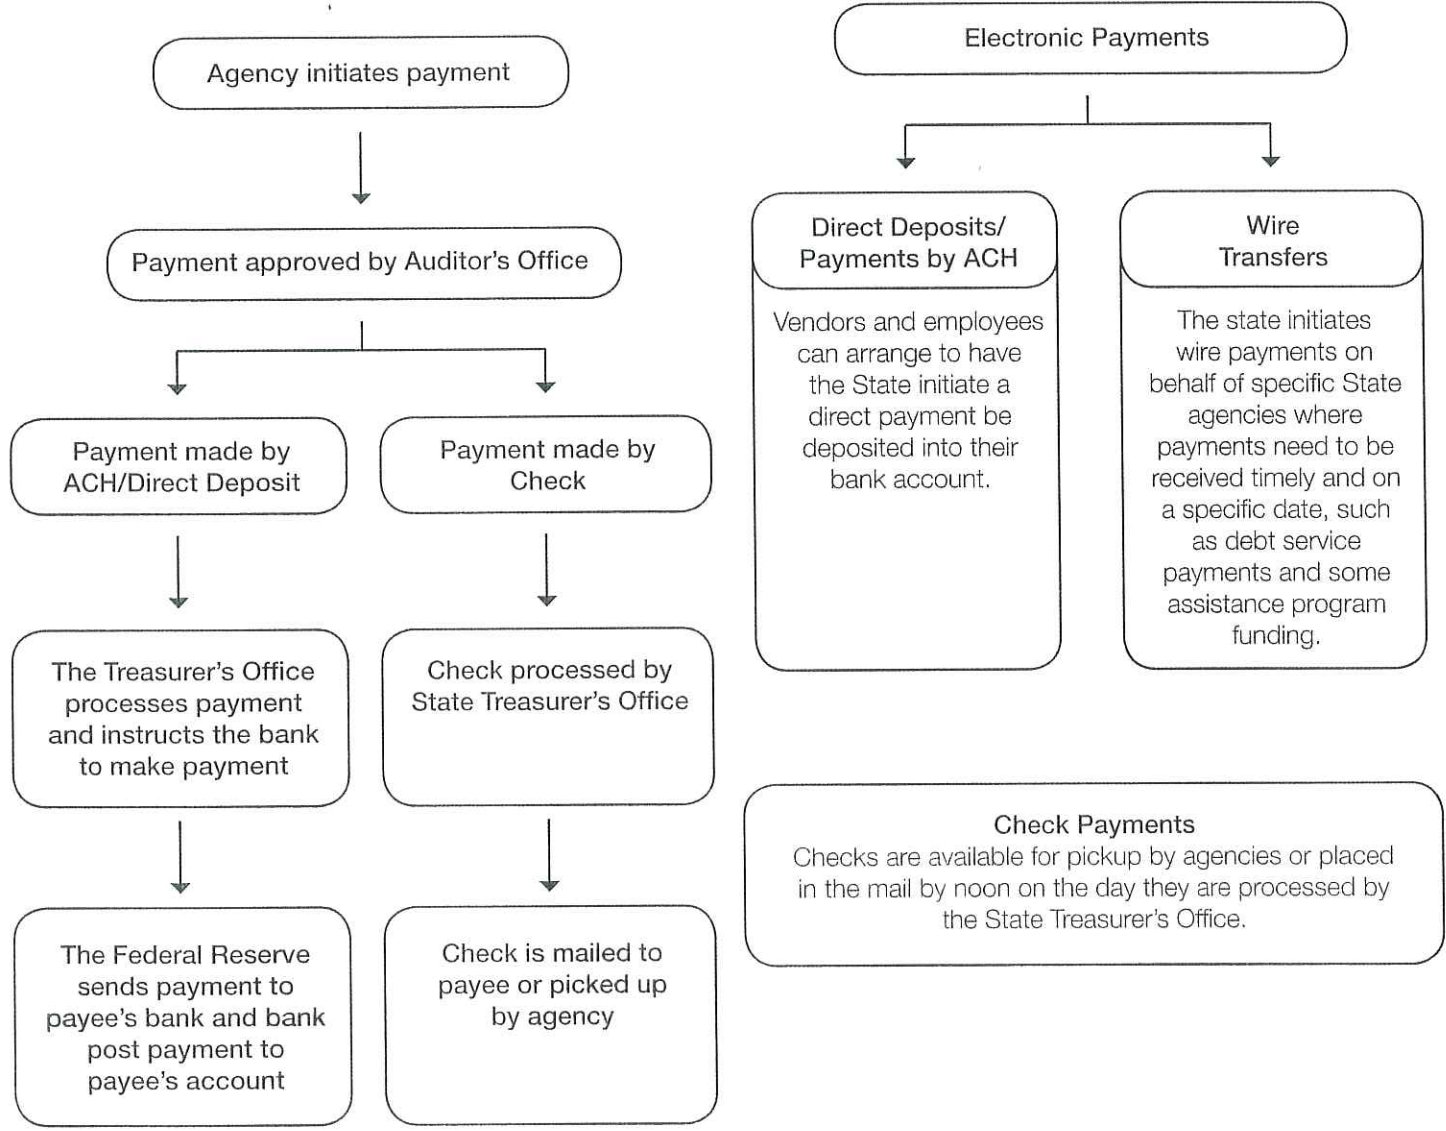 Agency initiates payment
Payment approved by Auditor's Office
Payment made by
ACH/Direct Deposit
Payment made by
Check
The Treasurer's Office
processes payment
and instructs the bank
to make payment
Check processed by
State Treasurer's Office
The Federal Reserve
sends payment to
payee's bank and bank
post payment to
payee's account
Check is mailed to
payee or picked up
by agency
Electronic Payments
Direct Deposits/
Payments by ACH
Vendors and employees
can arrange to have
the State initiate a
direct payment be
deposited into their
bank account.
Wire
Transfers
The state initiates
wire payments on
behalf of specific State
agencies where
payments need to be
received timely and on
a specific date, such
as debt service
payments and some
assistance program
funding.
Check Payments
Checks are available for pickup by agencies or placed
in the mail by noon on the day they are processed by
the State Treasurer's Office.